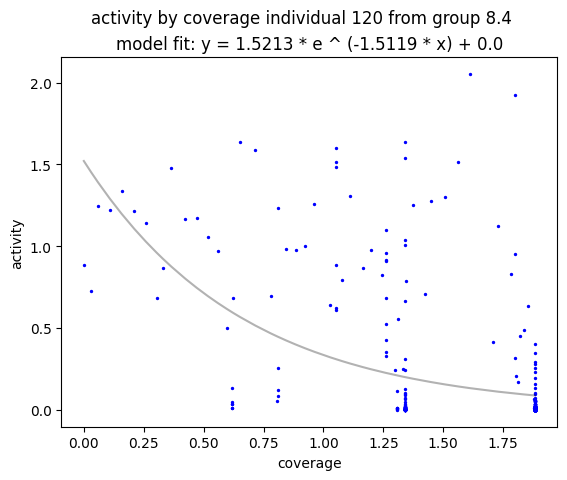 activity by coverage individual 120 from group 8.4
model fit: y = 1.5213 * e ^ (-1.5119 * x) + 0.0
2.0
1.5
1.0
0.5
0.0
activity
0.00 0.25 0.50 0.75 1.00 1.25 1.50 1.75
coverage